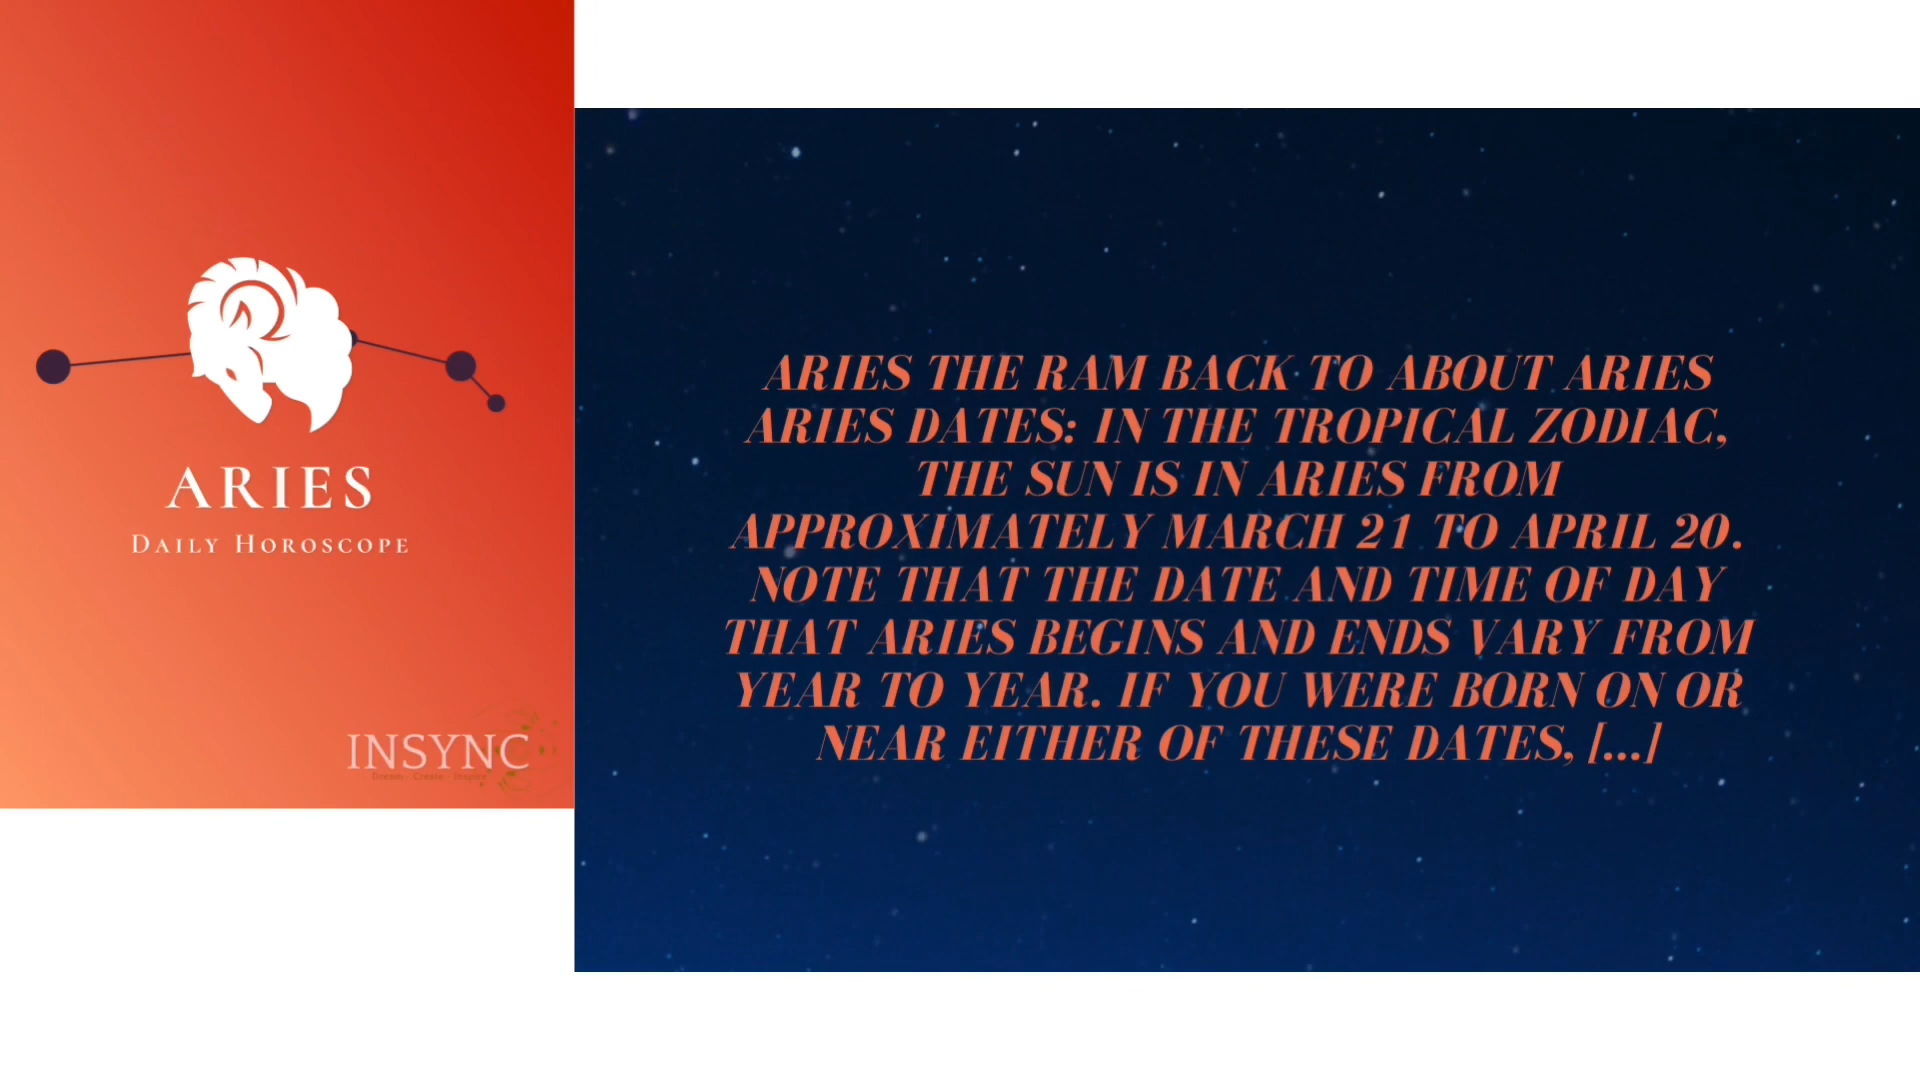 ARIES
DAILY HOROSCOPE
INSYNC
Dream · Create · Inspire
ARIES THE RAM BACK TO ABOUT ARIES
ARIES DATES: IN THE TROPICAL ZODIAC,
THE SUN IS IN ARIES FROM
APPROXIMATELY MARCH 21 TO APRIL 20.
NOTE THAT THE DATE AND TIME OF DAY
THAT ARIES BEGINS AND ENDS VARY FROM
YEAR TO YEAR. IF YOU WERE BORN ON OR
NEAR EITHER OF THESE DATES, [...]